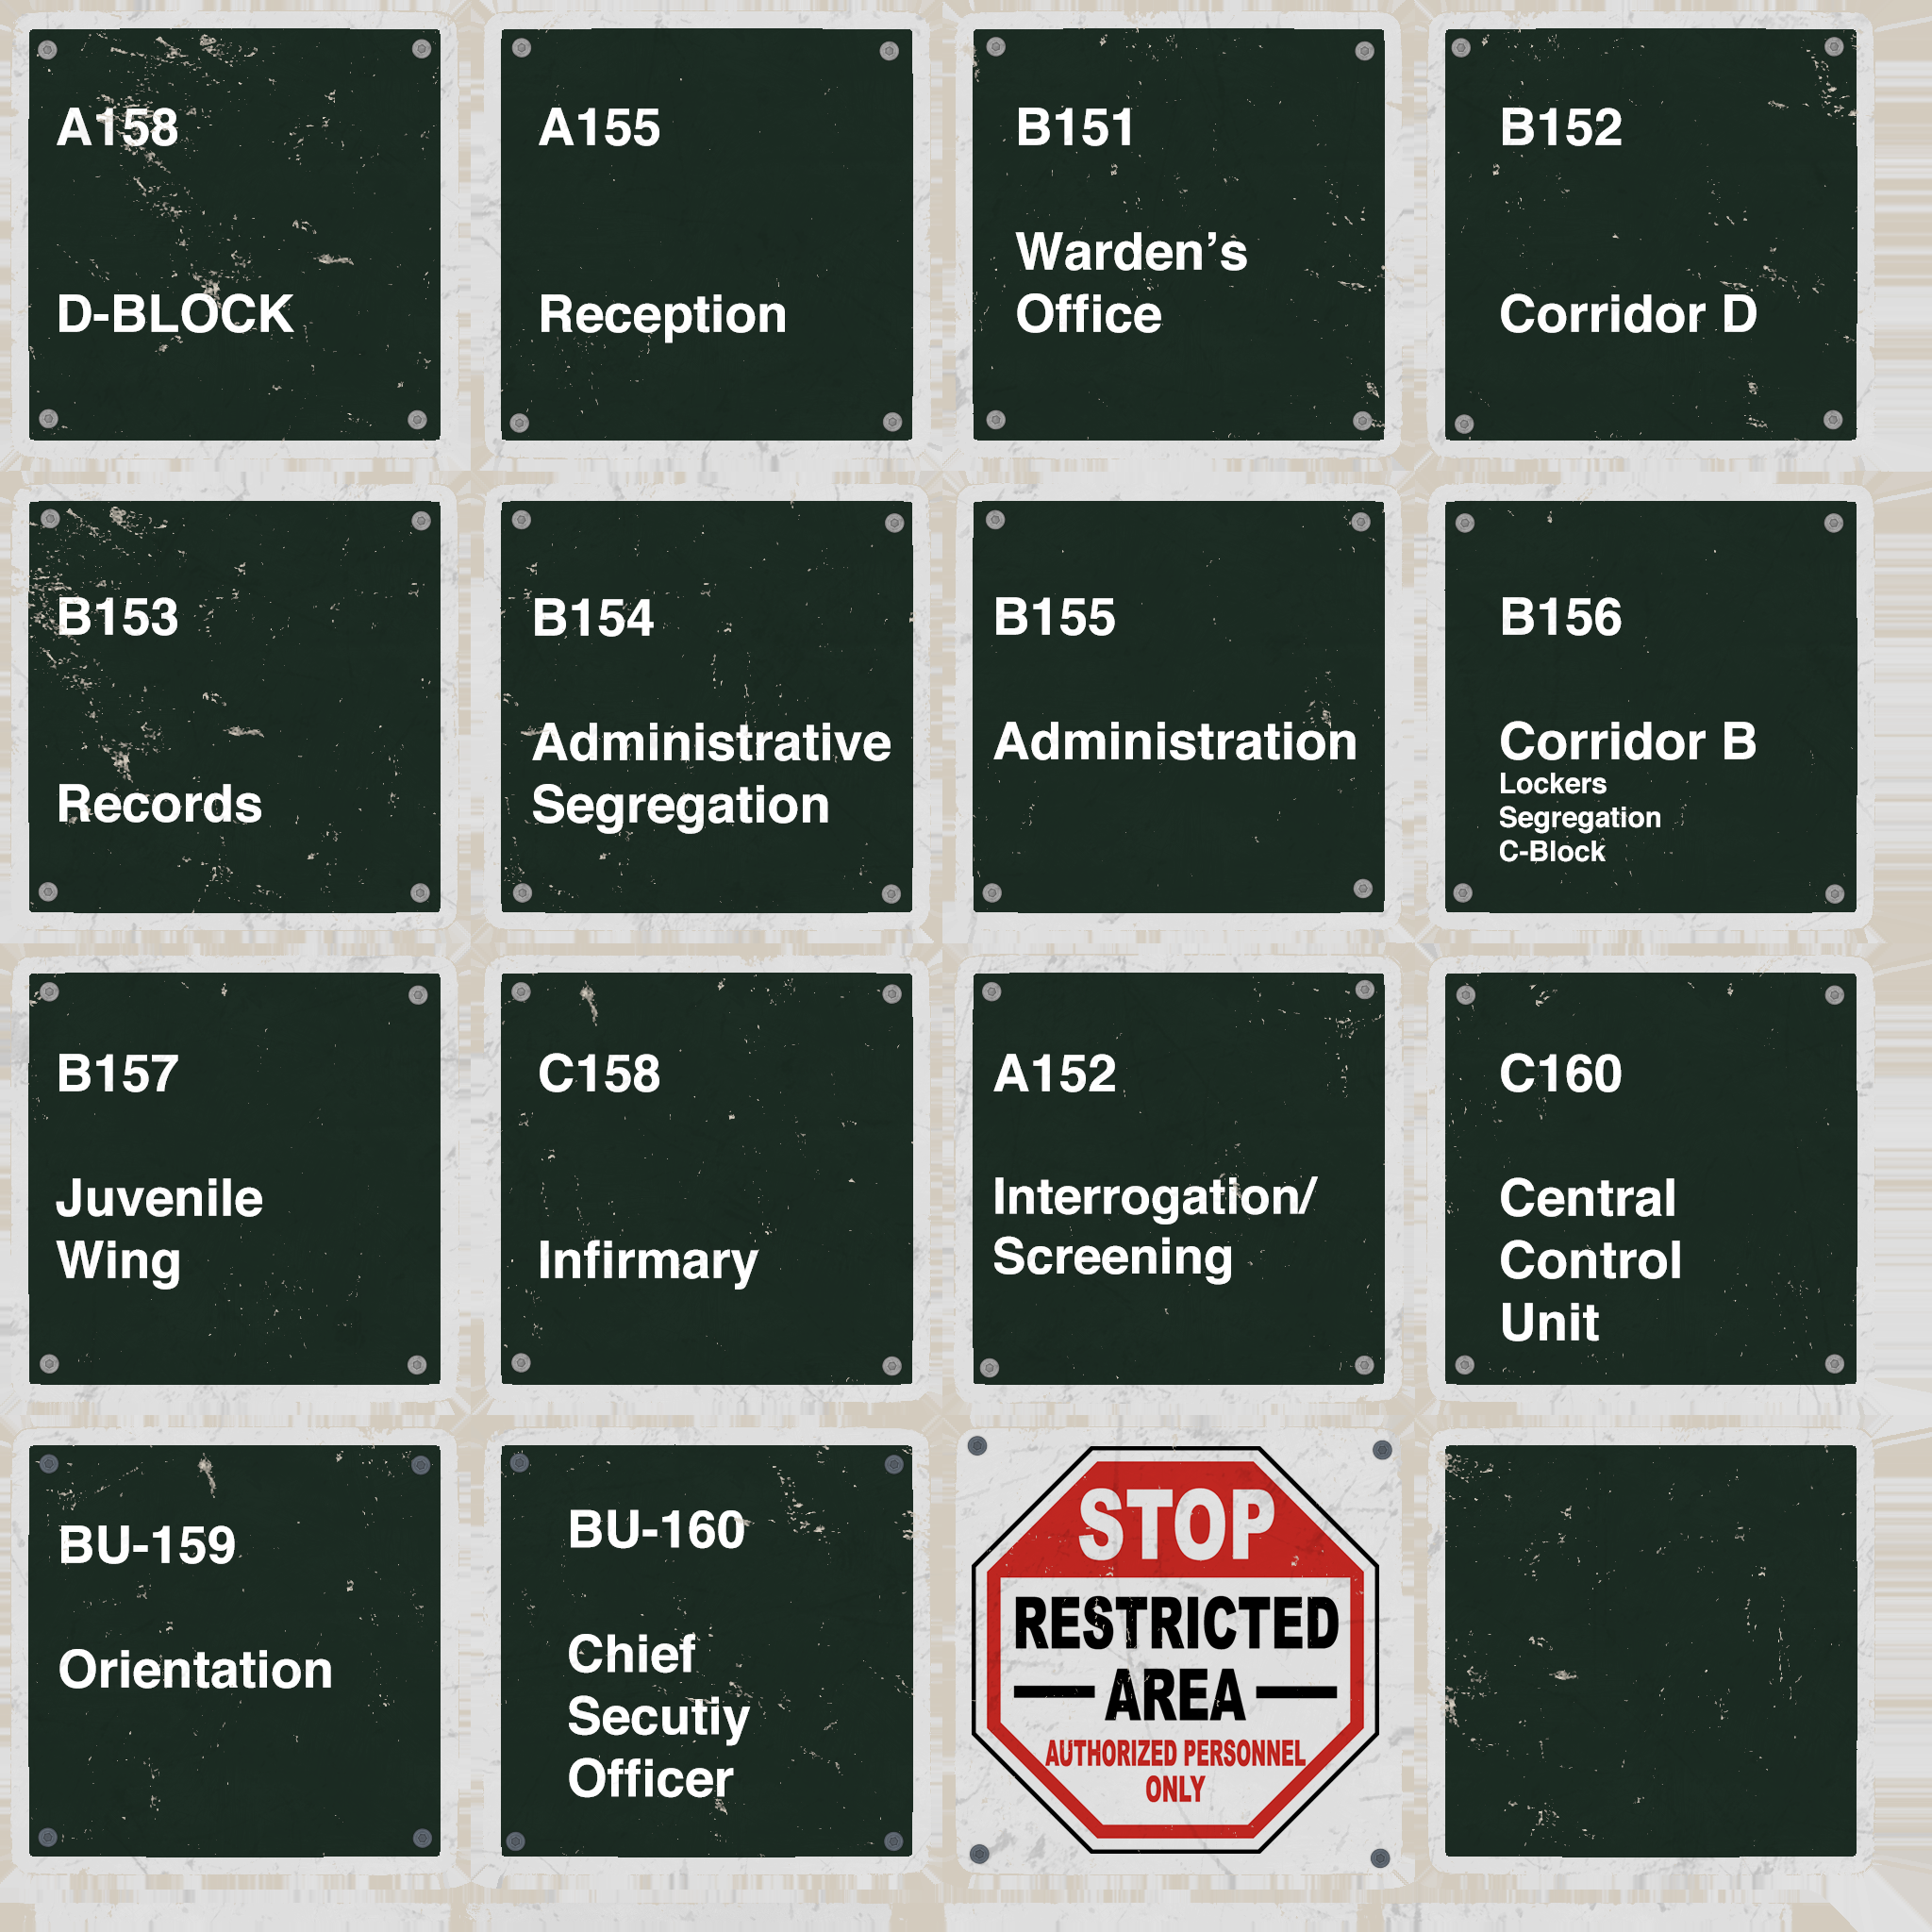 A158
D-BLOCK
A155
Reception
B151
Warden’s
Office
B152
Corridor D
B153
Records
B154
Administrative
Segregation
B155
Administration
B156
Corridor B
Lockers
Segregation
C-Block
B157
Juvenile
Wing
C158
Infirmary
A152
Interrogation/
Screening
C160
Central
Control
Unit
BU-159
Orientation
BU-160
Chief
Secutiy
Officer
STOP
RESTRICTED
AREA
AUTHORIZED PERSONNEL
ONLY